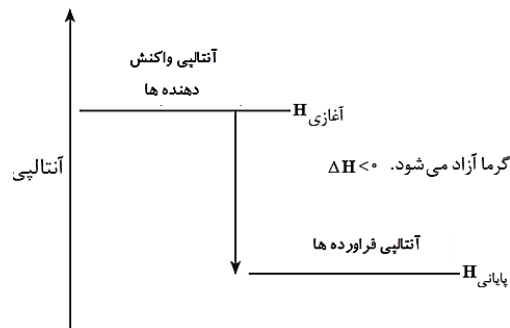 آنتالپی واکنش
دهنده ها
H آغازی
آنتالپی
گرما آزاد می‌شود. ΔH<۰
آنتالپی فراورده ها
H پایانی